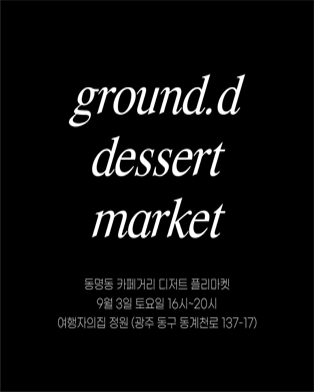 ground.d
dessert
market
동명동 카페거리 디저트 플리마켓
9월 3일 토요일 16시~20시
여행자의집 정원 (광주 동구 동계천로 137-17)